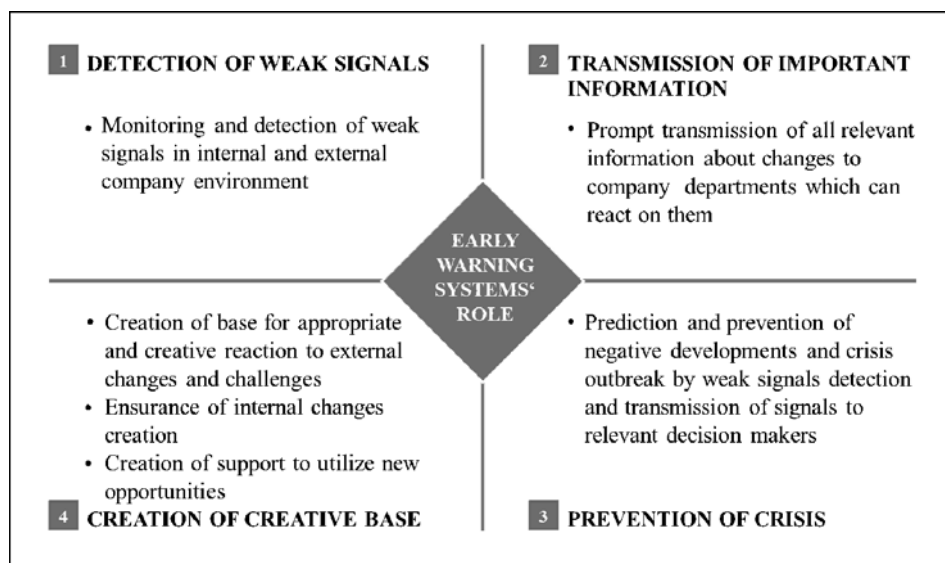 1 DETECTION OF WEAK SIGNALS
• Monitoring and detection of weak
signals in internal and external
company environment
2 TRANSMISSION OF IMPORTANT
INFORMATION
• Prompt transmission of all relevant
information about changes to
company departments which can
react on them
EARLY
WARNING
SYSTEMS‘
ROLE
• Creation of base for appropriate
and creative reaction to external
changes and challenges
• Ensurance of internal changes
creation
• Creation of support to utilize new
opportunities
4 CREATION OF CREATIVE BASE
• Prediction and prevention of
negative developments and crisis
outbreak by weak signals detection
and transmission of signals to
relevant decision makers
3 PREVENTION OF CRISIS